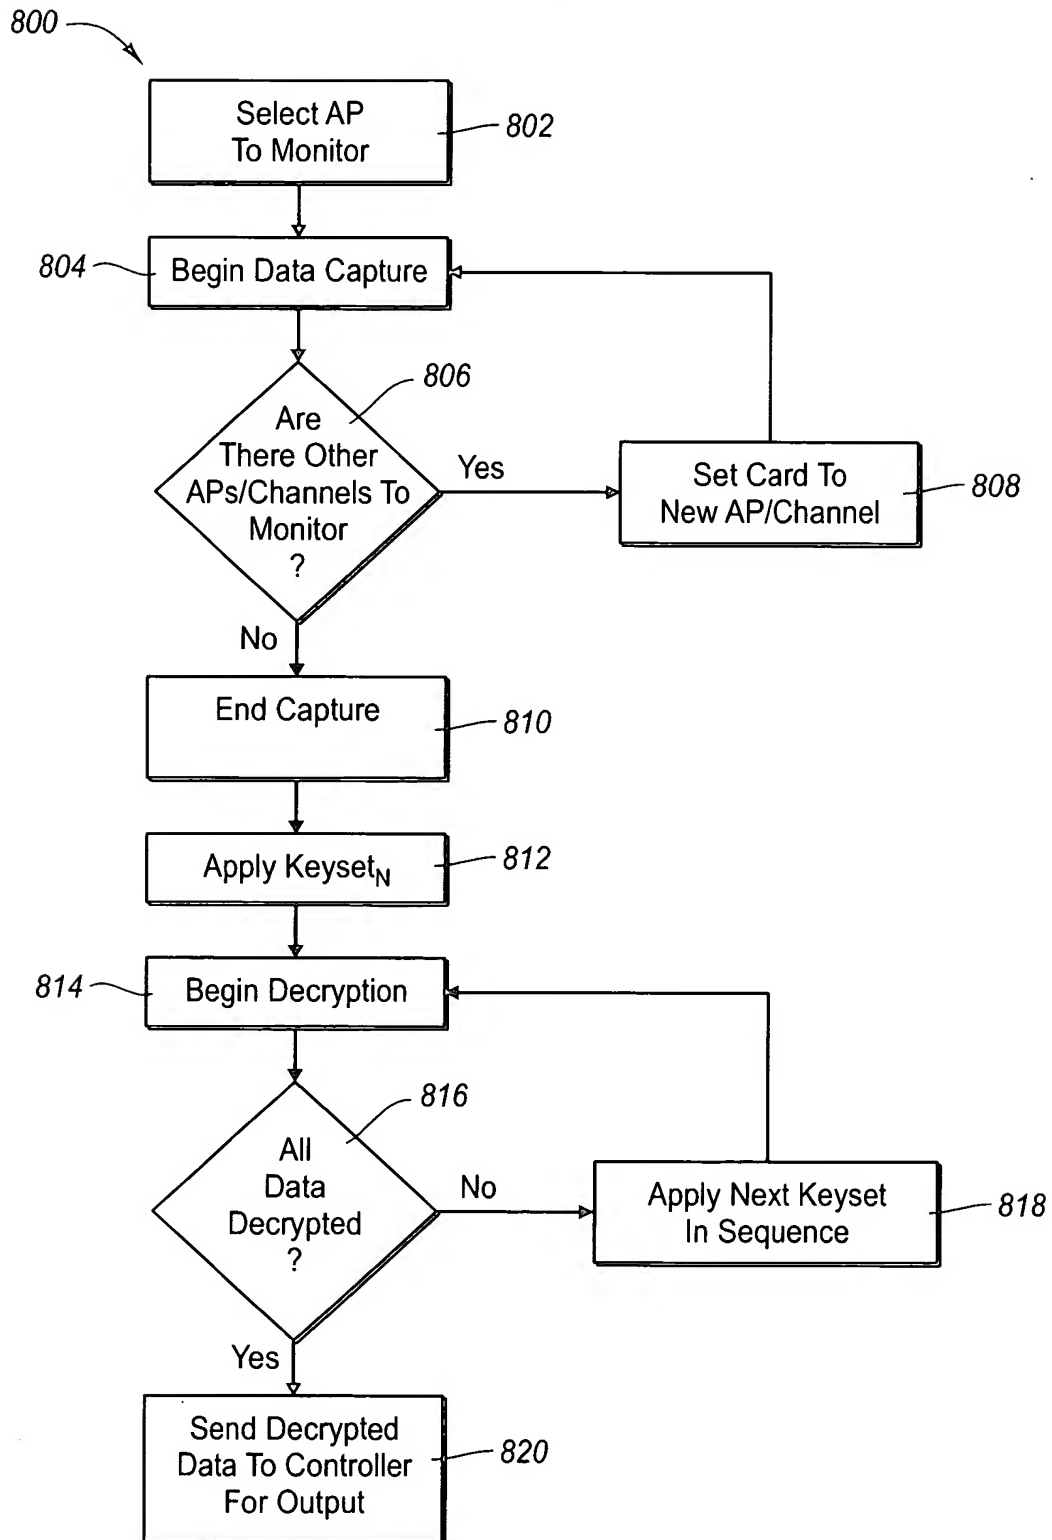 800
Select AP
To Monitor
802
804
Begin Data Capture
806
Are
There Other
APs/Channels To
Monitor
?
Yes
Set Card To
New AP/Channel
808
No
End Capture
810
Apply KeysetN
812
814
Begin Decryption
816
All
Data
Decrypted
?
No
Apply Next Keyset
In Sequence
818
Yes
Send Decrypted
Data To Controller
For Output
820